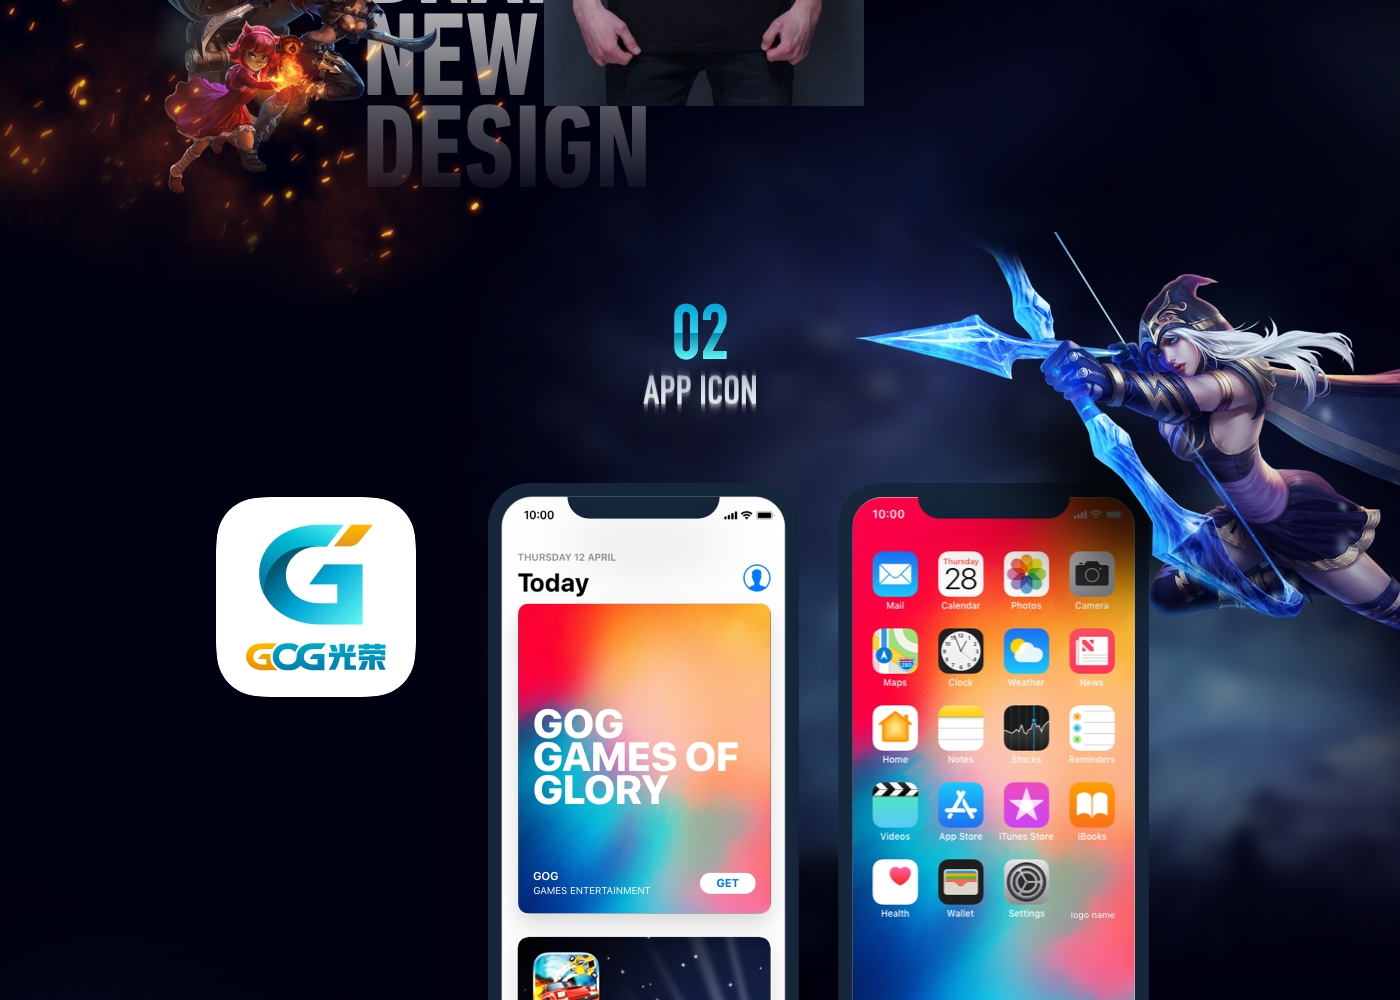 NEW
DESIGN
02
APP ICON
GOG光荣
10:00
THURSDAY 12 APRIL
Today
GOG
GAMES OF
GLORY
GOG
GAMES ENTERTAINMENT
GET
10:00
Mail
Thursday
28
Calendar
Photos
Camera
Maps
280
Clock
Weather
News
Home
Notes
Stocks
Reminders
Videos
App Store
iTunes Store
iBooks
Health
Wallet
Settings
logo name